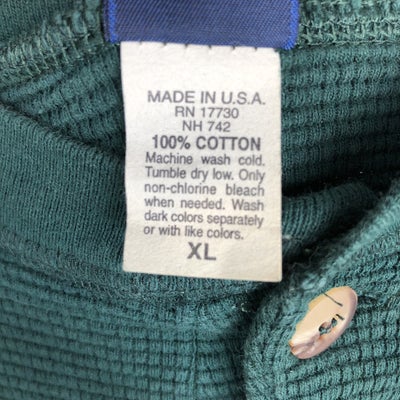 MADE IN U.S.A.
RN 17730
NH 742
100% COTTON
Machine wash cold.
Tumble dry low. Only
non-chlorine bleach
when needed. Wash
dark colors separately
or with like colors.
XL